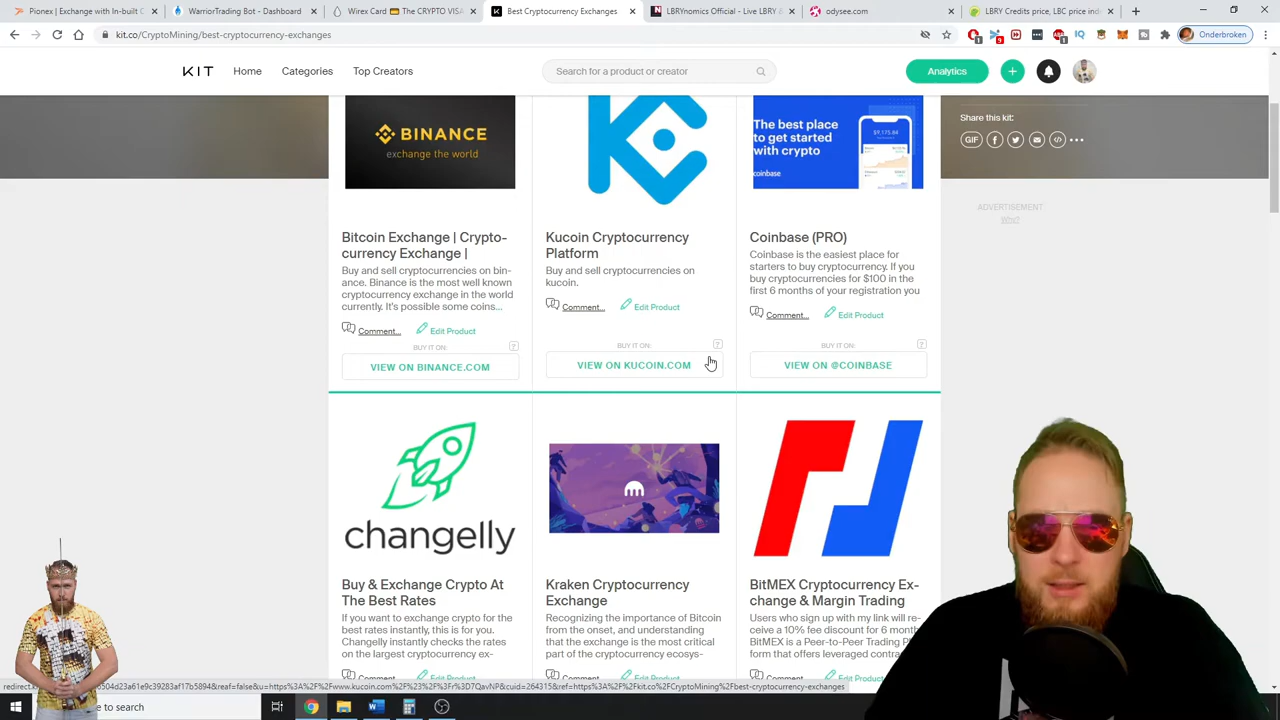 Pionex | Exchange with In-built C
WarriorTrading Bot - Dashboard
Wirex Card
The CRYPTO VISA
Best Cryptocurrency Exchanges
LBRYnomics Official - Live LBRY &
odysee.com
LBRY Credits price, LBC price ind
kit.co/CryptoMining/best-cryptocurrency-exchanges
Onderbroken
KIT
Home
Categories
Top Creators
Search for a product or creator
Analytics
BINANCE
exchange the world
The best place
to get started
with crypto
coinbase
$9,175.84
Share this kit:
GIF
ADVERTISEMENT
Why?
Bitcoin Exchange | Crypto-
currency Exchange |
Buy and sell cryptocurrencies on bin-
ance. Binance is the most well known
cryptocurrency exchange in the world
currently. It's possible some coins...
Comment...
Edit Product
BUY IT ON:
?
VIEW ON BINANCE.COM
Kucoin Cryptocurrency
Platform
Buy and sell cryptocurrencies on
kucoin.
Comment...
Edit Product
BUY IT ON:
?
VIEW ON KUCOIN.COM
Coinbase (PRO)
Coinbase is the easiest place for
starters to buy cryptocurrency. If you
buy cryptocurrencies for $100 in the
first 6 months of your registration you
Comment...
Edit Product
BUY IT ON:
?
VIEW ON @COINBASE
changelly
Buy & Exchange Crypto At
The Best Rates
If you want to exchange crypto for the
best rates instantly, this is for you.
Changelly instantly checks the rates
on the largest crypto ex-
Kraken Cryptocurrency
Exchange
Recognizing the importance of Bitcoin
from the onset, and understanding
that the exchange is the most critical
part of the cryptocurrency ecosys-
BitMEX Cryptocurrency Ex-
change & Margin Trading
Users who sign up with my link will re-
ceive a 10% fee discount for 6 month
BitMEX is a Peer-to-Peer Trading P
form that offers leveraged contra
e to search